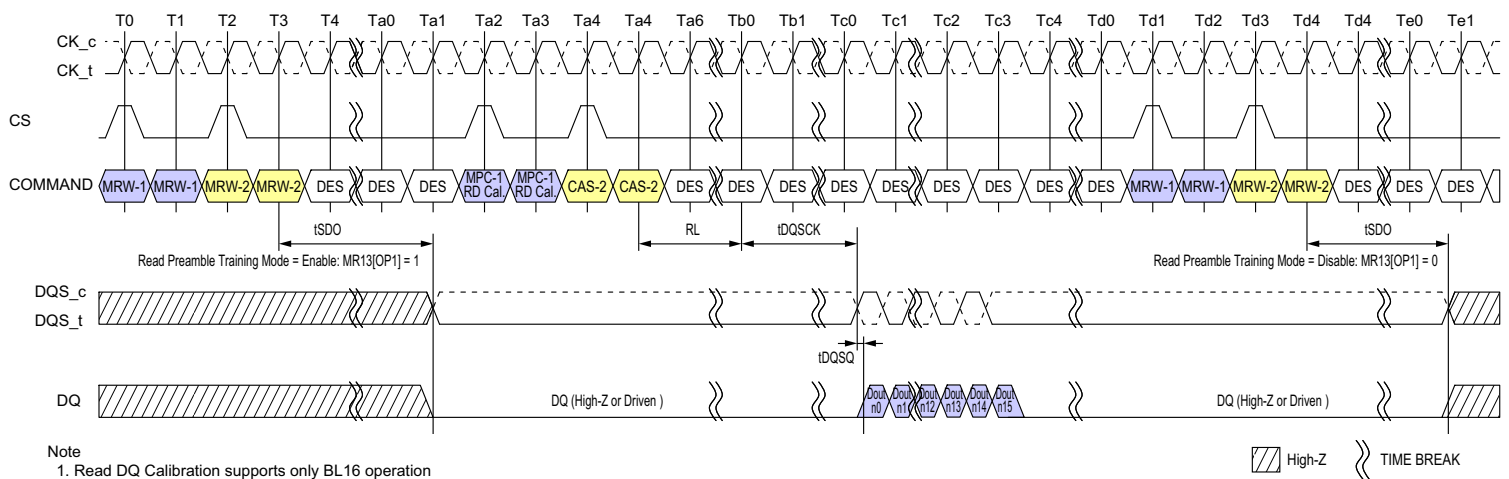 T0 T1 T2 T3 T4 Ta0 Ta1 Ta2 Ta3 Ta4 Ta4 Ta6 Tb0 Tb1 Tc0 Tc1 Tc2 Tc3 Tc4 Td0 Td1 Td2 Td3 Td4 Td4 Te0 Te1
CK_c
CK_t
CS
COMMAND MRW-1 MRW-1 MRW-2 MRW-2 DES DES DES MPC-1 RD Cal. MPC-1 RD Cal. CAS-2 CAS-2 DES DES DES DES DES DES DES DES DES MRW-1 MRW-1 MRW-2 MRW-2 DES DES DES
tSDO RL tDQSCK tSDO
Read Preamble Training Mode = Enable: MR13[OP1] = 1 Read Preamble Training Mode = Disable: MR13[OP1] = 0
DQS_c
DQS_t
tDQSQ
DQ DQ (High-Z or Driven ) Dout n0 Dout n1 Dout n12 Dout n13 Dout n14 Dout n15 DQ (High-Z or Driven )
Note
1. Read DQ Calibration supports only BL16 operation
High-Z TIME BREAK